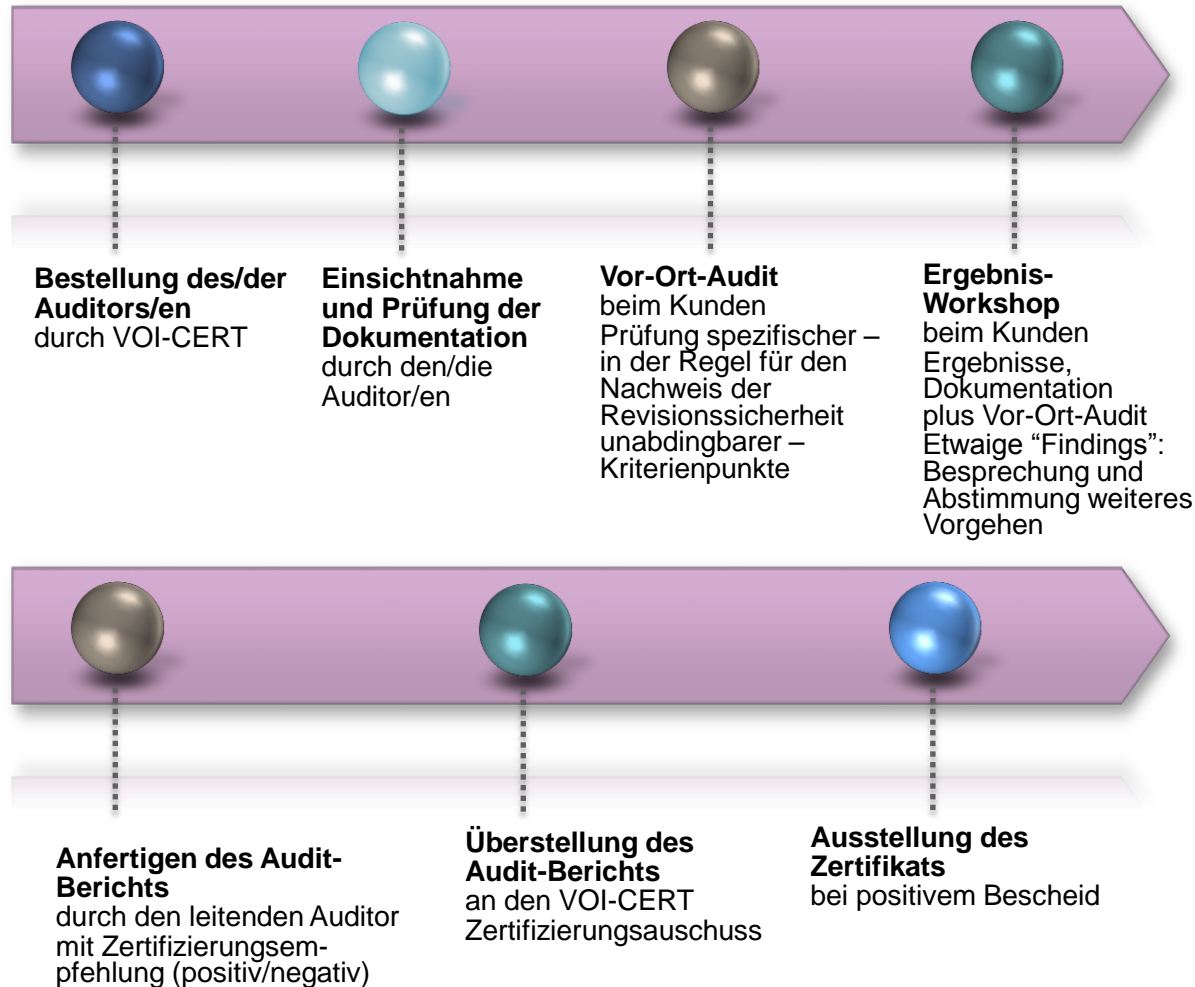 Bestellung des/der
Auditors/en
durch VOI-CERT
Einsichtnahme
und Prüfung der
Dokumentation
durch den/die
Auditor/en
Vor-Ort-Audit
beim Kunden
Prüfung spezifischer –
in der Regel für den
Nachweis der
Revisionssicherheit
unabdingbarer –
Kriterienpunkte
Ergebnis-
Workshop
beim Kunden
Ergebnisse,
Dokumentation
plus Vor-Ort-Audit
Etwaige “Findings”:
Besprechung und
Abstimmung weiteres
Vorgehen
Anfertigen des Audit-
Berichts
durch den leitenden Auditor
mit Zertifizierungsem-
pfehlung (positiv/negativ)
Überstellung des
Audit-Berichts
an den VOI-CERT
Zertifizierungsauschuss
Ausstellung des
Zertifikats
bei positivem Bescheid